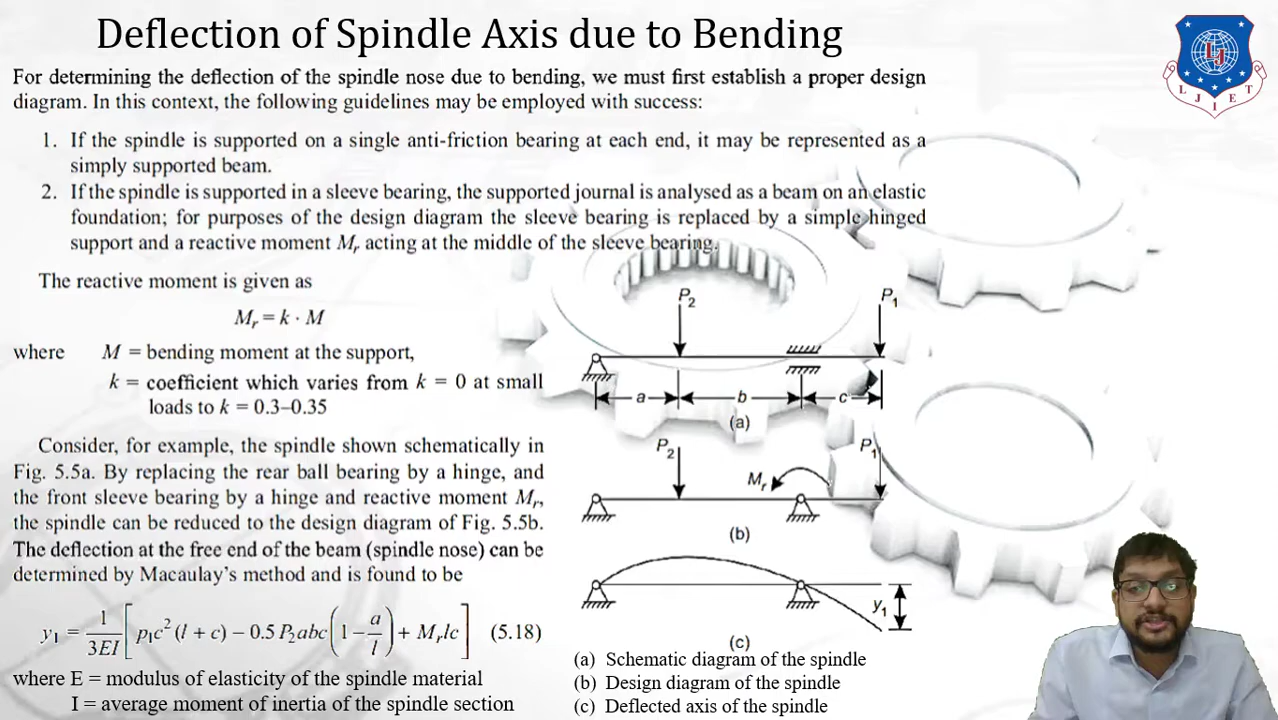 Deflection of Spindle Axis due to Bending
For determining the deflection of the spindle nose due to bending, we must first establish a proper design
diagram. In this context, the following guidelines may be employed with success:
1. If the spindle is supported on a single anti-friction bearing at each end, it may be represented as a
simply supported beam.
2. If the spindle is supported in a sleeve bearing, the supported journal is analysed as a beam on an elastic
foundation; for purposes of the design diagram the sleeve bearing is replaced by a simple hinged
support and a reactive moment Mᵣ acting at the middle of the sleeve bearing.
The reactive moment is given as
Mᵣ = k · M
where M = bending moment at the support,
k = coefficient which varies from k = 0 at small
loads to k = 0.3–0.35
Consider, for example, the spindle shown schematically in
Fig. 5.5a. By replacing the rear ball bearing by a hinge, and
the front sleeve bearing by a hinge and reactive moment Mᵣ,
the spindle can be reduced to the design diagram of Fig. 5.5b.
The deflection at the free end of the beam (spindle nose) can be
determined by Macaulay's method and is found to be
y₁ = 1/3EI [p₁c² (l + c) – 0.5 P₂abc(1 – a/l) + Mᵣlc] (5.18)
where E = modulus of elasticity of the spindle material
I = average moment of inertia of the spindle section
P₂ P₁
a b c
(a)
P₂ Mᵣ P₁
(b)
y₁
(c)
(a) Schematic diagram of the spindle
(b) Design diagram of the spindle
(c) Deflected axis of the spindle
LJ
L J I E T